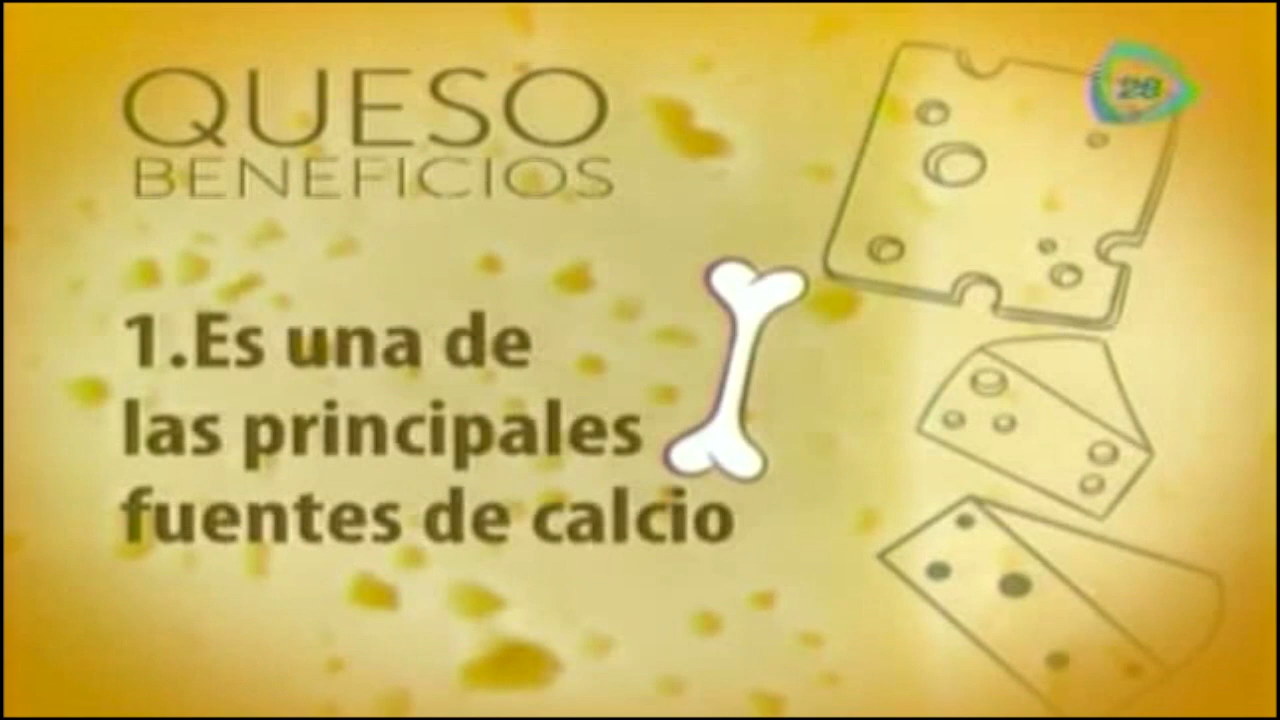 QUESO
BENEFICIOS
28
1.Es una de
las principales
fuentes de calcio